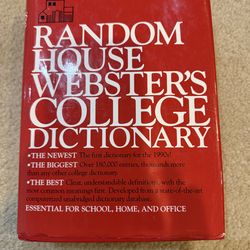 RANDOM
HOUSE
WEBSTER'S
COLLEGE
DICTIONARY
•THE NEWEST The first dictionary for the 1990s!
•THE BIGGEST Over 180,000 entries, thousands more
than any other college dictionary.
•THE BEST Clear, understandable definitions, with the
most common meanings first. Developed from a state-of-the-art
computerized unabridged dictionary database.
ESSENTIAL FOR SCHOOL, HOME, AND OFFICE